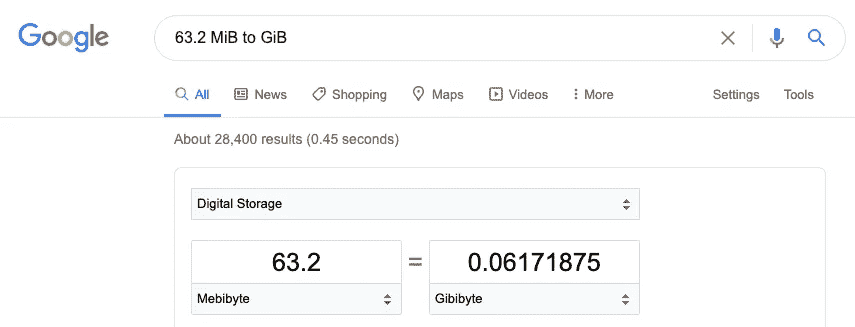 Google 63.2 MiB to GiB
All News Shopping Maps Videos More Settings Tools
About 28,400 results (0.45 seconds)
Digital Storage
63.2 = 0.06171875
Mebibyte Gibibyte